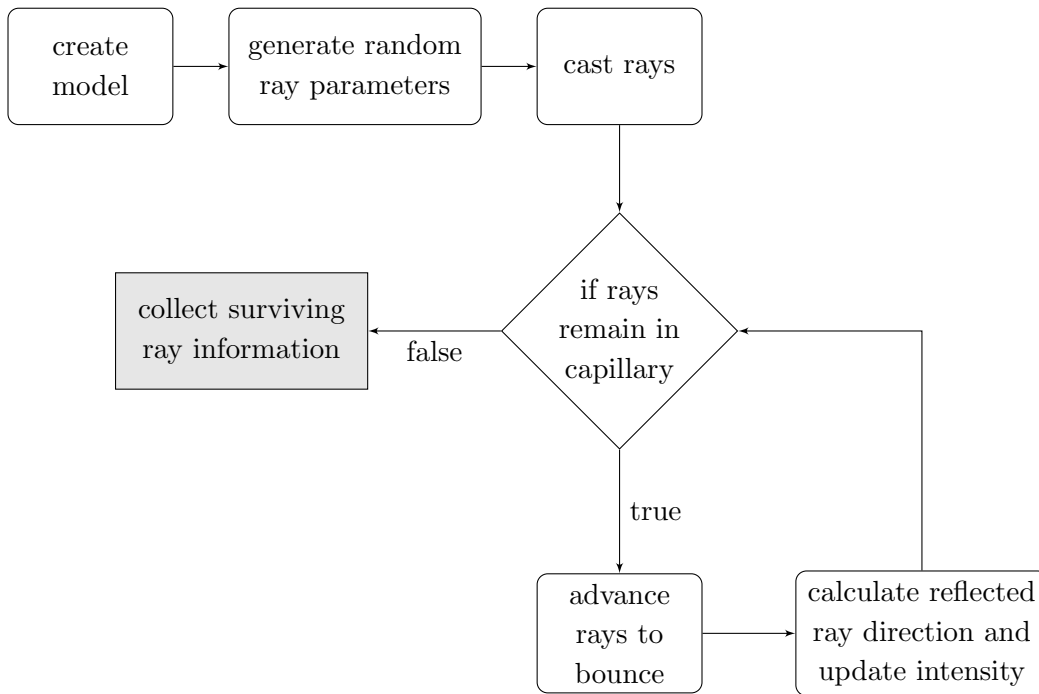 create
model
generate random
ray parameters
cast rays
if rays
remain in
capillary
collect surviving
ray information
false
true
advance
rays to
bounce
calculate reflected
ray direction and
update intensity